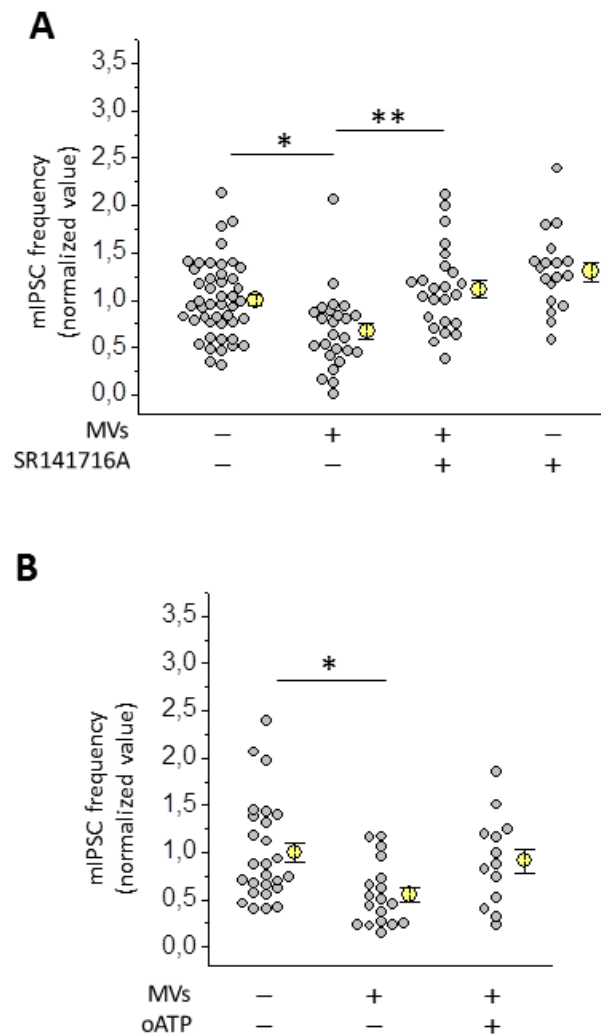 A
mIPSC frequency
(normalized value)
3,5
3,0
2,5
2,0
1,5
1,0
0,5
0,0
*
**
MVs − + + −
SR141716A − − + +
B
mIPSC frequency
(normalized value)
3,5
3,0
2,5
2,0
1,5
1,0
0,5
0,0
*
MVs − + +
oATP − − +